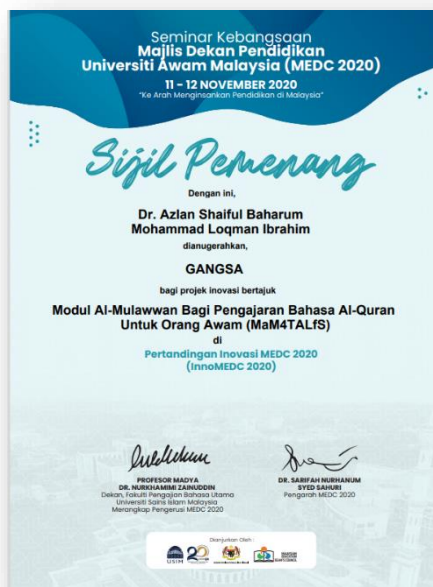 Seminar Kebangsaan
Majlis Dekan Pendidikan
Universiti Awam Malaysia (MEDC 2020)
11 - 12 NOVEMBER 2020
"Ke Arah Menginsankan Pendidikan di Malaysia"
Sijil Pemenang
Dengan ini,
Dr. Azlan Shaiful Baharum
Mohammad Loqman Ibrahim
dianugerahkan,
GANGSA
bagi projek inovasi bertajuk
Modul Al-Mulawwan Bagi Pengajaran Bahasa Al-Quran
Untuk Orang Awam (MaM4TALfS)
di
Pertandingan Inovasi MEDC 2020
(InnoMEDC 2020)
PROFESOR MADYA
DR. NURKHAMIMI ZAINUDDIN
Dekan, Fakulti Pengajian Bahasa Utama
Universiti Sains Islam Malaysia
Merangkap Pengerusi MEDC 2020
DR. SARIFAH NURHANUM
SYED SAHURI
Pengarah MEDC 2020
Dianjurkan Oleh :
USIM